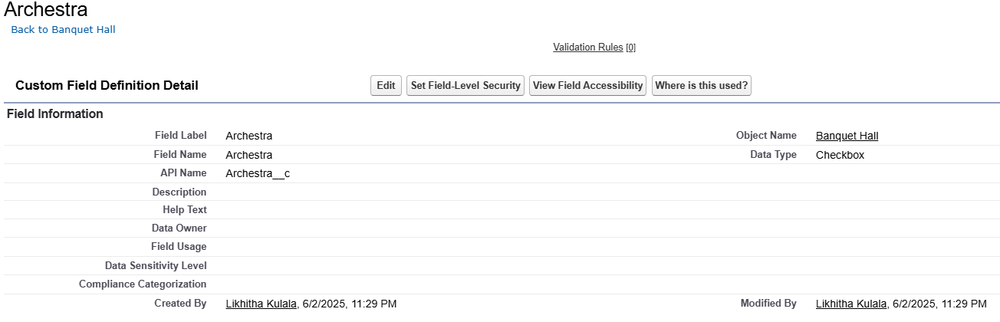 Archestra
Back to Banquet Hall
Validation Rules [0]
Custom Field Definition Detail Edit Set Field-Level Security View Field Accessibility Where is this used?
Field Information
Field Label Archestra Object Name Banquet Hall
Field Name Archestra Data Type Checkbox
API Name Archestra__c
Description
Help Text
Data Owner
Field Usage
Data Sensitivity Level
Compliance Categorization
Created By Likhitha Kulala, 6/2/2025, 11:29 PM Modified By Likhitha Kulala, 6/2/2025, 11:29 PM